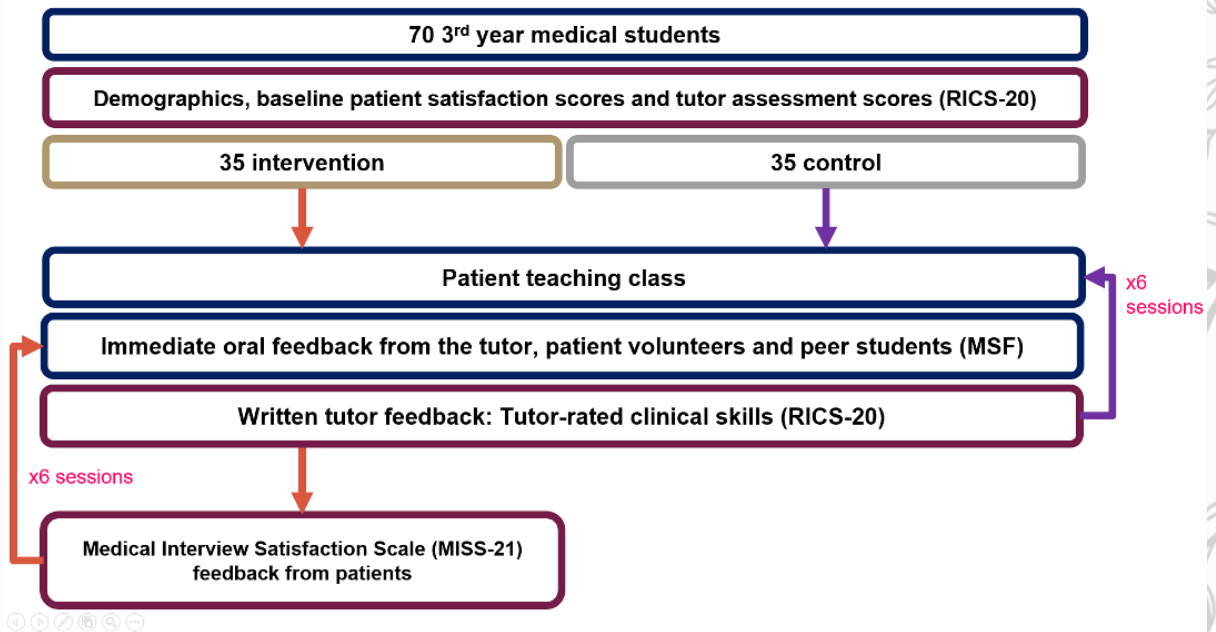 70 3rd year medical students
Demographics, baseline patient satisfaction scores and tutor assessment scores (RICS-20)
35 intervention
35 control
Patient teaching class
x6
sessions
Immediate oral feedback from the tutor, patient volunteers and peer students (MSF)
Written tutor feedback: Tutor-rated clinical skills (RICS-20)
x6 sessions
Medical Interview Satisfaction Scale (MISS-21)
feedback from patients